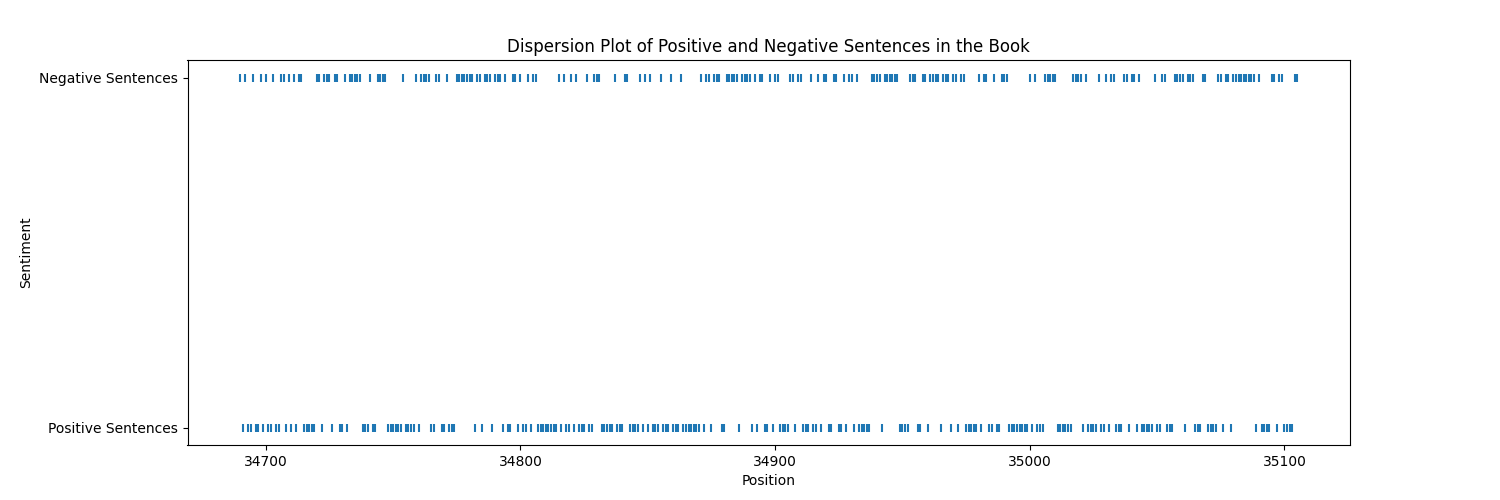 Dispersion Plot of Positive and Negative Sentences in the Book
Negative Sentences
Sentiment
Positive Sentences
34700 34800 34900 35000 35100
Position